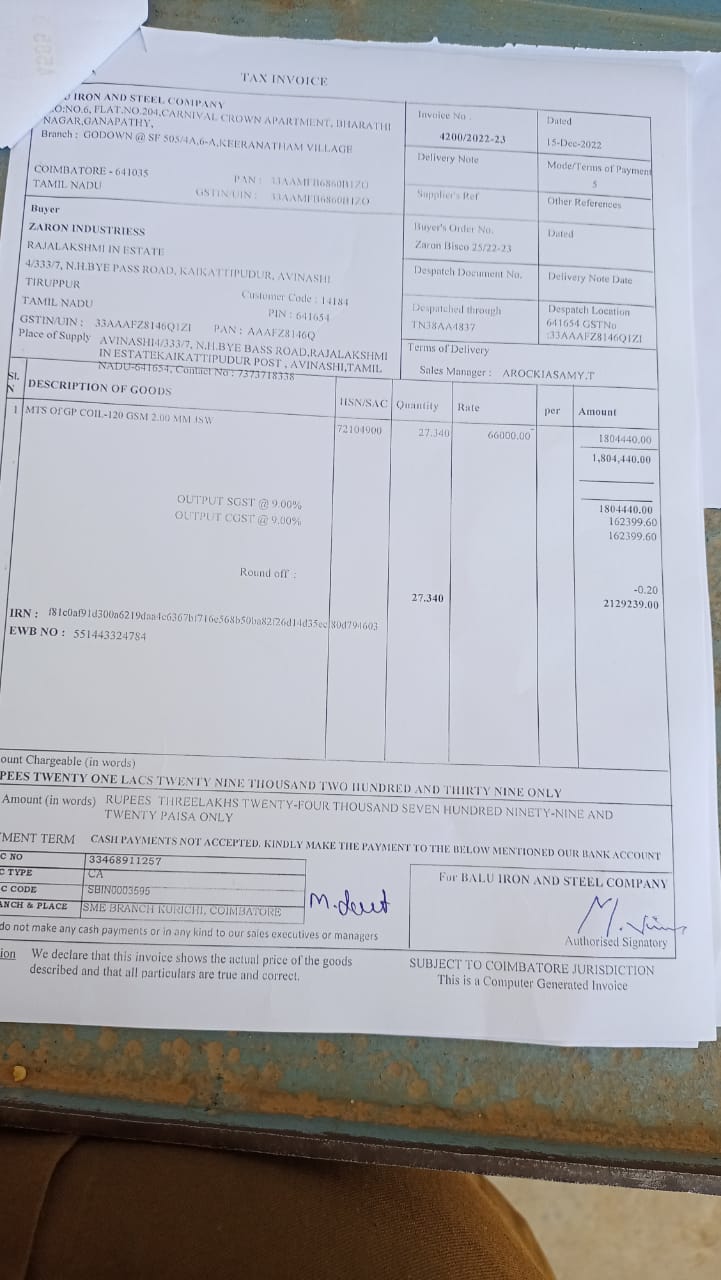 TAX INVOICE
IRON AND STEEL COMPANY
O:NO.6, FLAT.NO.204,CARNIVAL CROWN APARTMENT, BHARATHI
NAGAR,GANAPATHY,
Branch : GODOWN @ SF 505/4A,6-A,KEERANATHAM VILLAGE
COIMBATORE - 641035
TAMIL NADU
PAN : 33AAMFB6860B1ZO
GSTIN/UIN : 33AAMFB6860B1ZO
Invoice No .
4200/2022-23
Dated
15-Dec-2022
Delivery Note
Mode/Terms of Payment
5
Supplier's Ref
Other References
Buyer
ZARON INDUSTRIESS
RAJALAKSHMI IN ESTATE
4/333/7, N.H.BYE PASS ROAD, KAIKATTIPUDUR, AVINASHI
TIRUPPUR
Customer Code : 14184
TAMIL NADU
PIN : 641654
GSTIN/UIN : 33AAAFZ8146Q1ZI PAN : AAAFZ8146Q
Place of Supply AVINASHI4/333/7, N.H.BYE BASS ROAD,RAJALAKSHMI
IN ESTATEKAIKATTIPUDUR POST , AVINASHI,TAMIL
NADU-641654, Contact No : 7373718338
Buyer's Order No.
Zaron Bisco 25/22-23
Dated
Despatch Document No.
Delivery Note Date
Despatched through
TN38AA4837
Despatch Location
641654 GSTNo
:33AAAFZ8146Q1ZI
Terms of Delivery
Sales Manager : AROCKIASAMY.T
SI.
N DESCRIPTION OF GOODS HSN/SAC Quantity Rate per Amount
1 MTS Of GP COIL-120 GSM 2.00 MM JSW 72104900 27.340 66000.00 1804440.00
1,804,440.00
1804440.00
OUTPUT SGST @ 9.00% 162399.60
OUTPUT CGST @ 9.00% 162399.60
Round off : -0.20
27.340 2129239.00
IRN : f81c0af91d300a6219daa4c6367bf716e568b50ba82f26d14d35ec80d794603
EWB NO : 551443324784
ount Chargeable (in words)
PEES TWENTY ONE LACS TWENTY NINE THOUSAND TWO HUNDRED AND THIRTY NINE ONLY
Amount (in words) RUPEES THREELAKHS TWENTY-FOUR THOUSAND SEVEN HUNDRED NINETY-NINE AND
TWENTY PAISA ONLY
MENT TERM CASH PAYMENTS NOT ACCEPTED. KINDLY MAKE THE PAYMENT TO THE BELOW MENTIONED OUR BANK ACCOUNT
C NO 33468911257
C TYPE CA
C CODE SBIN0003595
ANCH & PLACE SME BRANCH KURICHI, COIMBATORE
do not make any cash payments or in any kind to our sales executives or managers
For BALU IRON AND STEEL COMPANY
Authorised Signatory
ion We declare that this invoice shows the actual price of the goods
described and that all particulars are true and correct.
SUBJECT TO COIMBATORE JURISDICTION
This is a Computer Generated Invoice